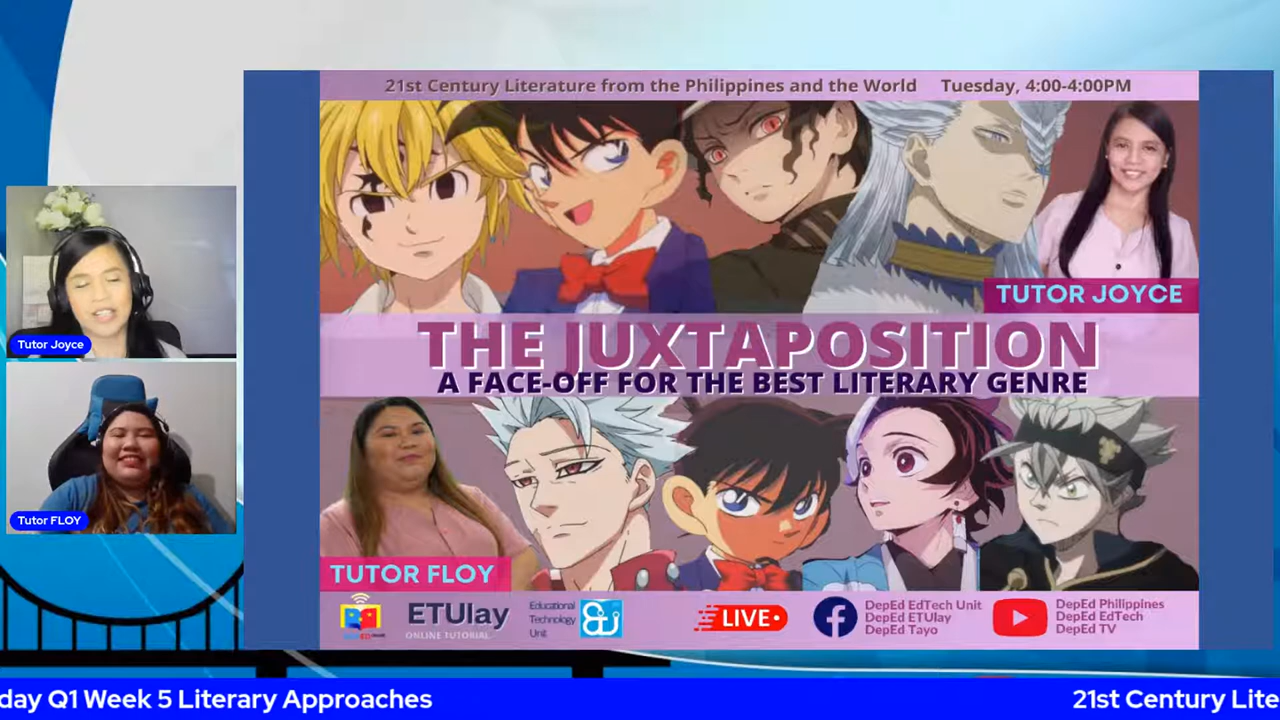 21st Century Literature from the Philippines and the World Tuesday, 4:00-4:00PM
TUTOR JOYCE
THE JUXTAPOSITION
A FACE-OFF FOR THE BEST LITERARY GENRE
TUTOR FLOY
ETUlay
ONLINE TUTORIAL
Educational
Technology
Unit
LIVE
DepEd EdTech Unit
DepEd ETUlay
DepEd Tayo
DepEd Philippines
DepEd EdTech
DepEd TV
Tutor Joyce
Tutor FLOY
day Q1 Week 5 Literary Approaches
21st Century Lite